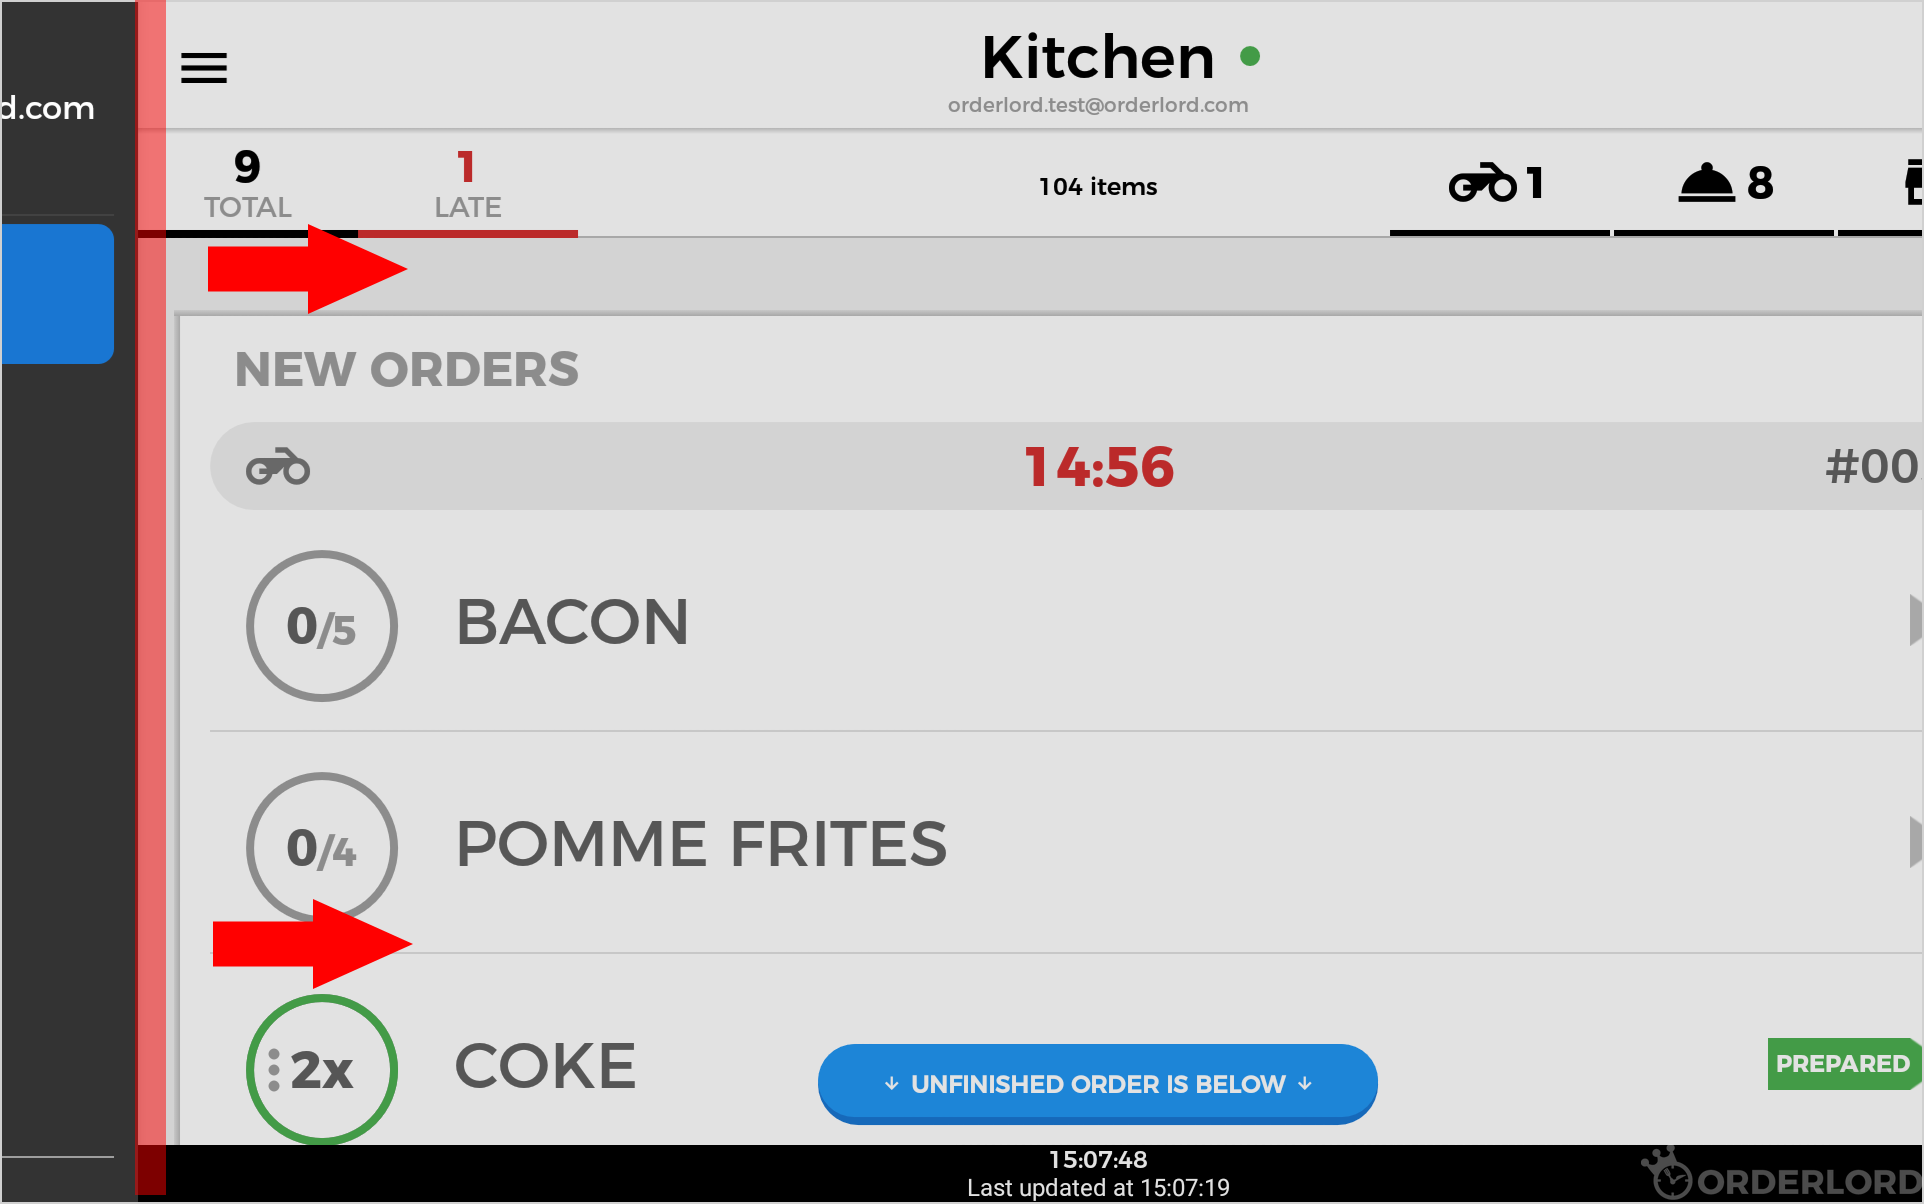 Kitchen
orderlord.test@orderlord.com
d.com
9
TOTAL
1
LATE
104 items
1
8
NEW ORDERS
14:56
#00
0/5
BACON
0/4
POMME FRITES
2x
COKE
PREPARED
↓ UNFINISHED ORDER IS BELOW ↓
15:07:48
Last updated at 15:07:19
ORDERLORD